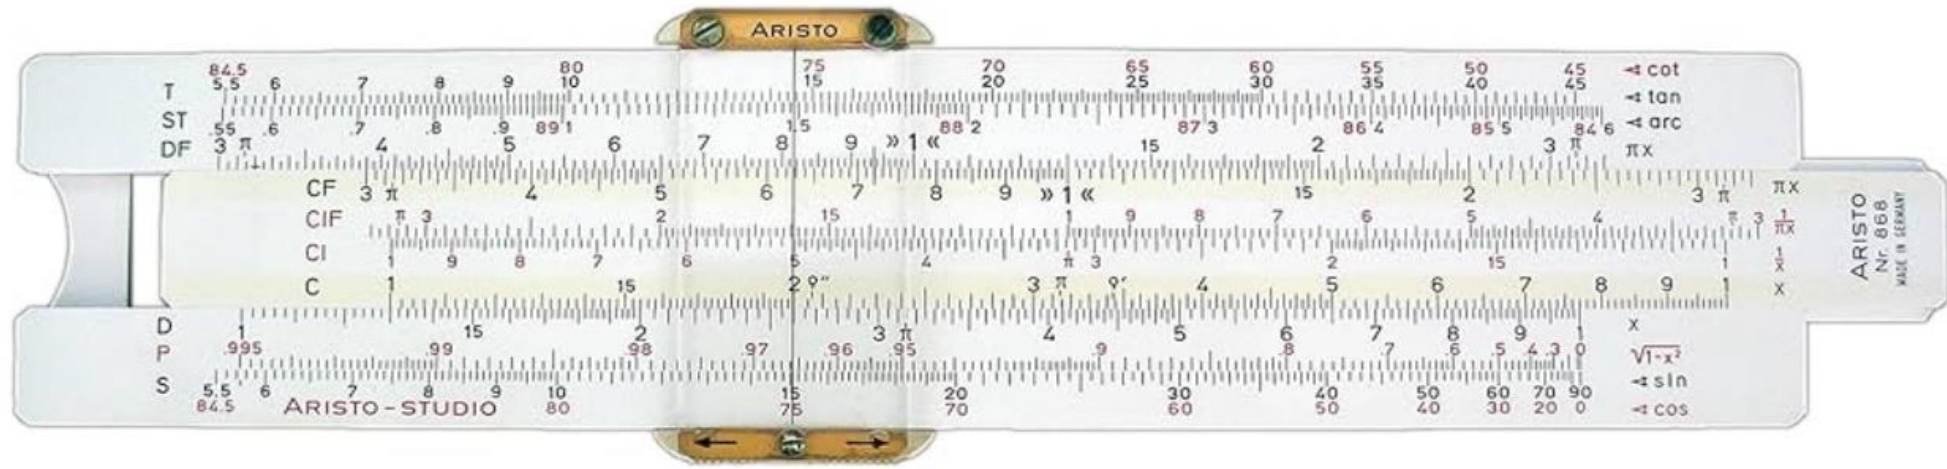 ARISTO
84.5 80 75 70 65 60 55 50 45 ⊲ cot
T 5,5 6 7 8 9 10 15 20 25 30 35 40 45
⊲ tan
ST .55 .6 .7 .8 .9 89 1 1.5 88 2 87 3 86 4 85 5 84 6 ⊲ arc
DF 3 π 4 5 6 7 8 9 » 1 « 15 2 3 π πx
CF 3 π 4 5 6 7 8 9 » 1 « 15 2 3 π πx
CIF π 3 2 15 1 9 8 7 6 5 4 π 3 1/πx
CI 1 9 8 7 6 5 4 π 3 2 15 1 1/x
C 1 15 2 ϱ″ 3 π ϱ′ 4 5 6 7 8 9 1 x
D 1 15 2 3 π 4 5 6 7 8 9 1 x
P .995 .99 .98 .97 .96 .95 .9 .8 .7 .6 .5 .4 .3 0 √1-x²
S 5.5 6 7 8 9 10 15 20 30 40 50 60 70 90 ⊲ sin
84.5 ARISTO-STUDIO 80 75 70 60 50 40 30 20 0 ⊲ cos
ARISTO
Nr. 868
MADE IN GERMANY